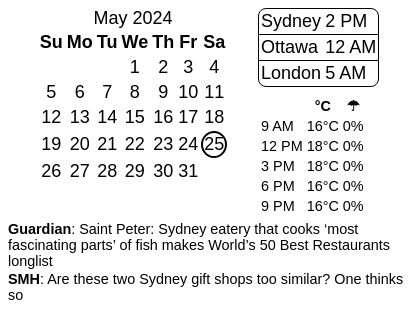 May 2024
Su Mo Tu We Th Fr Sa
1 2 3 4
5 6 7 8 9 10 11
12 13 14 15 16 17 18
19 20 21 22 23 24 25
26 27 28 29 30 31
Sydney 2 PM
Ottawa 12 AM
London 5 AM
°C ☂
9 AM 16°C 0%
12 PM 18°C 0%
3 PM 18°C 0%
6 PM 16°C 0%
9 PM 16°C 0%
Guardian: Saint Peter: Sydney eatery that cooks ‘most
fascinating parts’ of fish makes World’s 50 Best Restaurants
longlist
SMH: Are these two Sydney gift shops too similar? One thinks
so